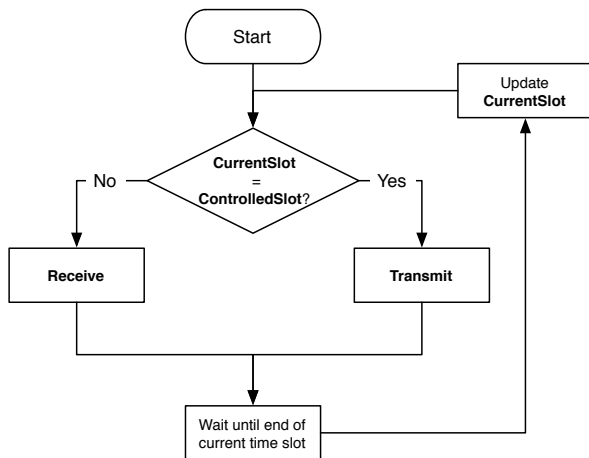 Start
Update
CurrentSlot
CurrentSlot
=
ControlledSlot?
No
Yes
Receive
Transmit
Wait until end of
current time slot